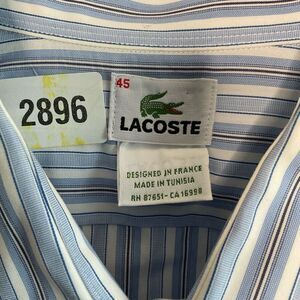 2896
45
LACOSTE
DESIGNED IN FRANCE
MADE IN TUNISIA
RN 87651-CA 16998